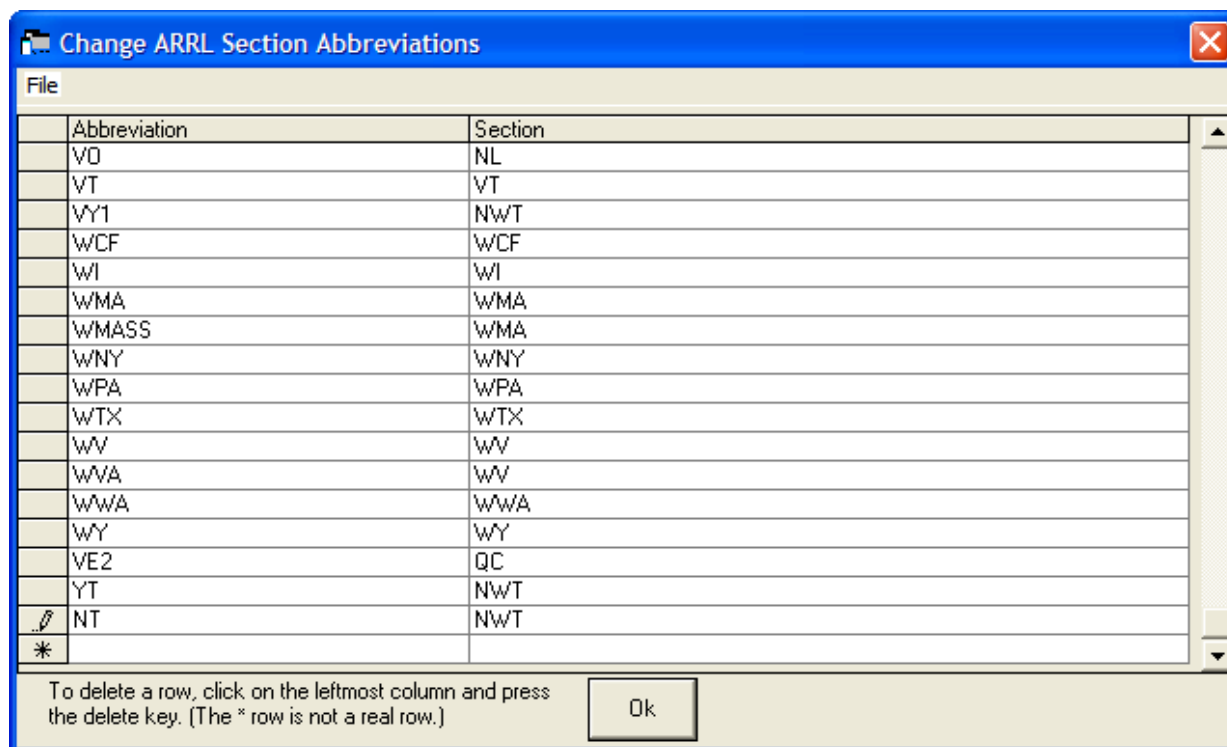 Change ARRL Section Abbreviations
File
Abbreviation Section
VO NL
VT VT
VY1 NWT
WCF WCF
WI WI
WMA WMA
WMASS WMA
WNY WNY
WPA WPA
WTX WTX
WV WV
WVA WV
WWA WWA
WY WY
VE2 QC
YT NWT
NT NWT
*
To delete a row, click on the leftmost column and press
the delete key. (The * row is not a real row.)
Ok